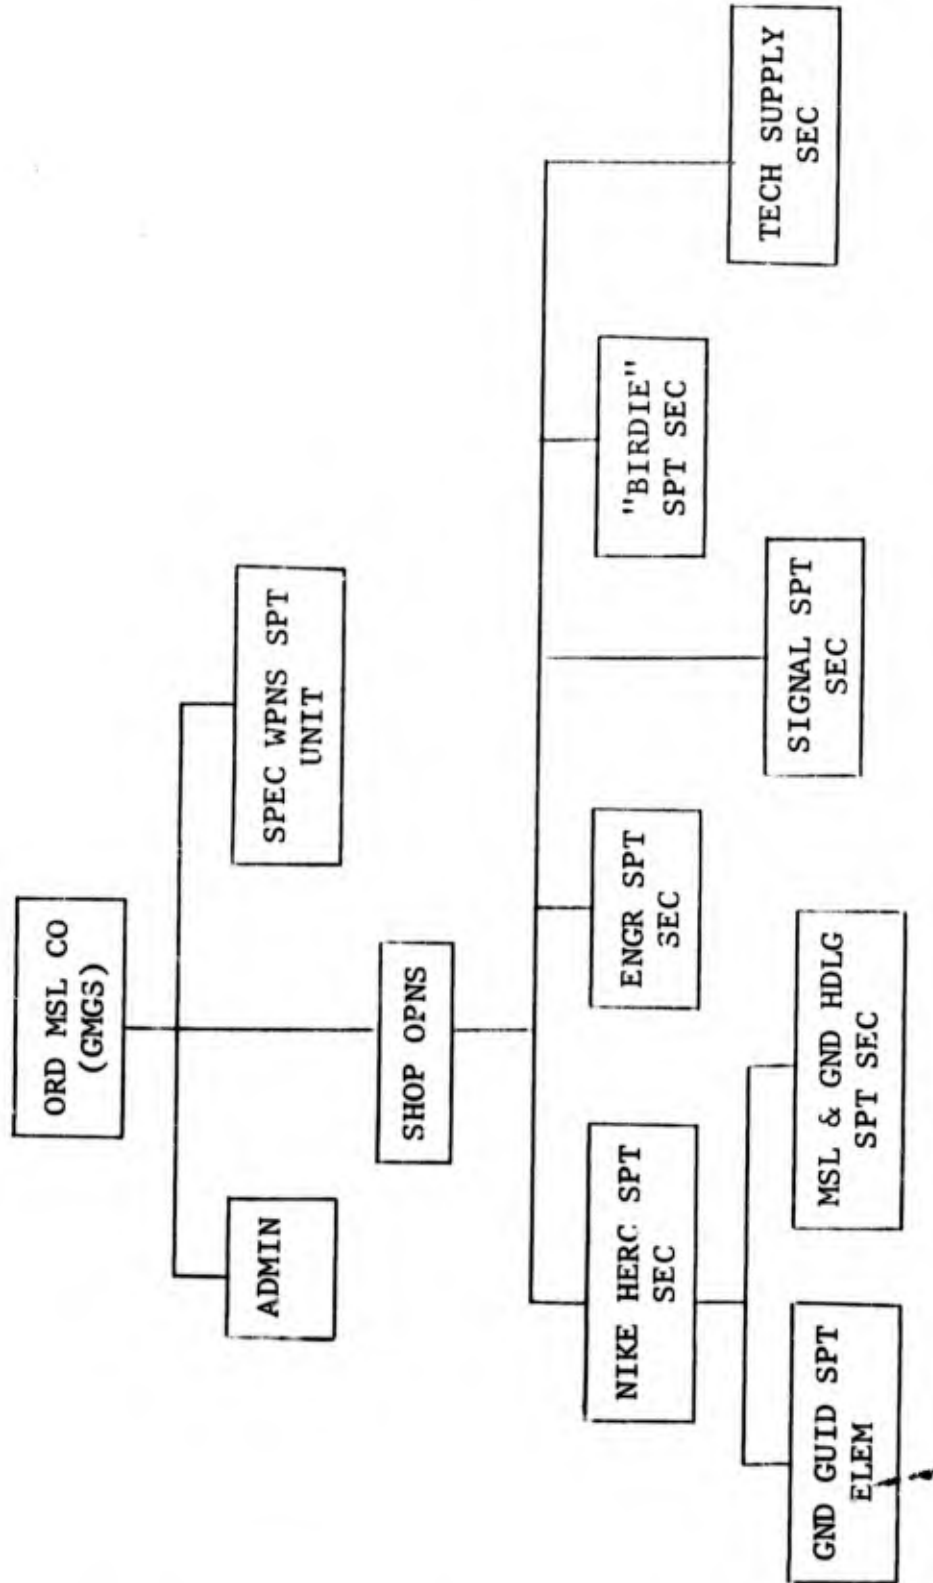 ORD MSL CO
(GMGS)
ADMIN
SPEC WPNS SPT
UNIT
SHOP OPNS
NIKE HERC SPT
SEC
ENGR SPT
SEC
"BIRDIE"
SPT SEC
TECH SUPPLY
SEC
SIGNAL SPT
SEC
GND GUID SPT
ELEM
MSL & GND HDLG
SPT SEC